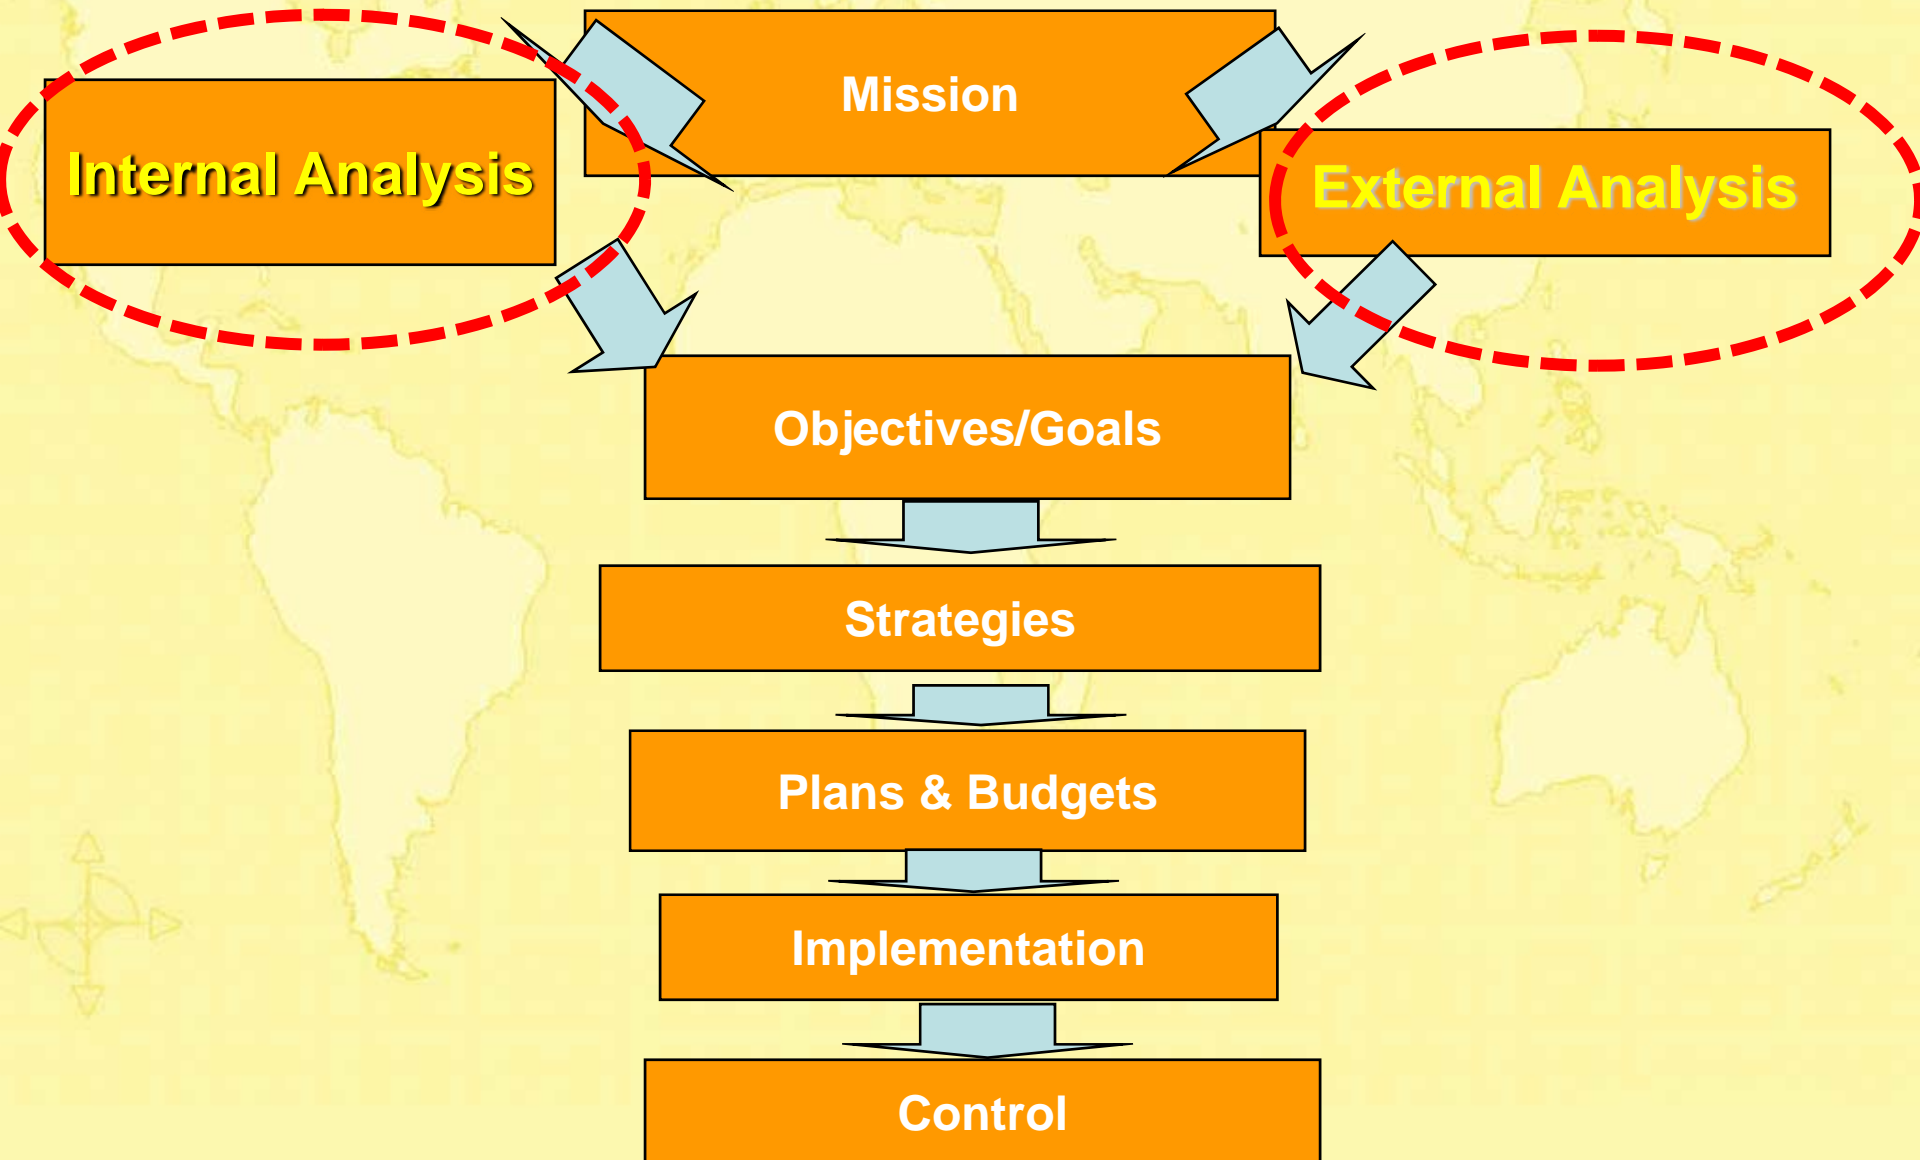 Mission
Internal Analysis
External Analysis
Objectives/Goals
Strategies
Plans & Budgets
Implementation
Control